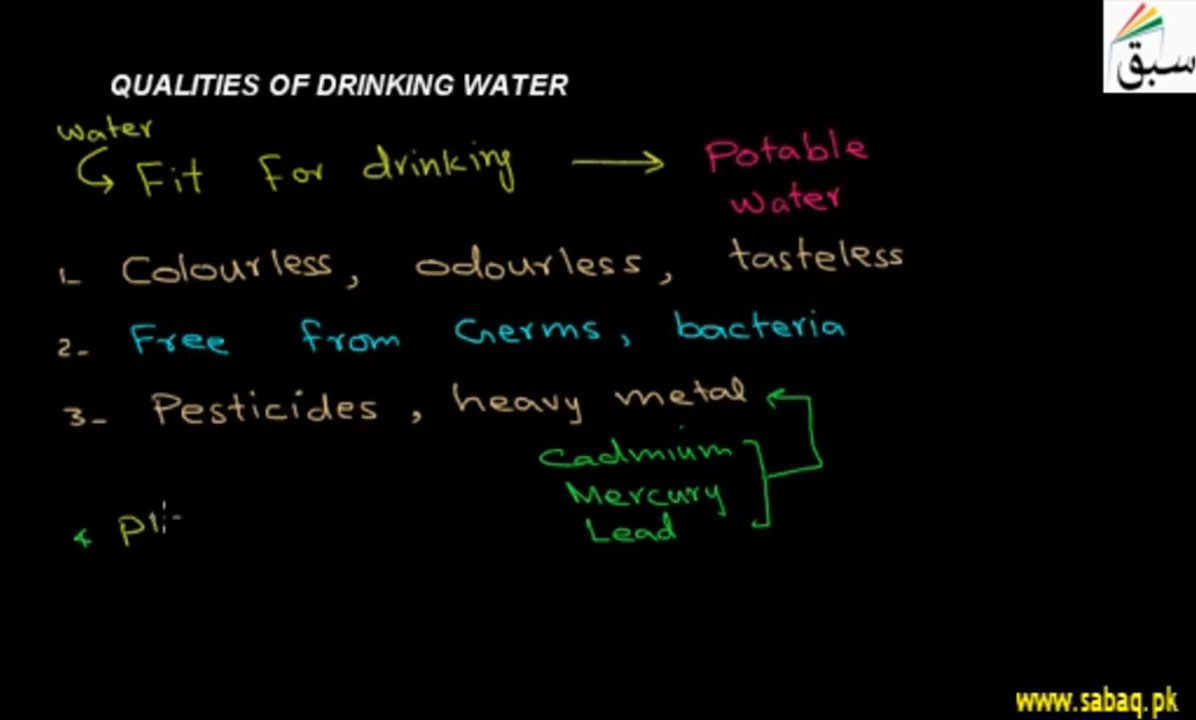 سبق
QUALITIES OF DRINKING WATER
water
Fit For drinking → Potable
water
1- Colourless, odourless, tasteless
2- Free from Germs, bacteria
3- Pesticides, heavy metal
Cadmium
Mercury
Lead
www.sabaq.pk